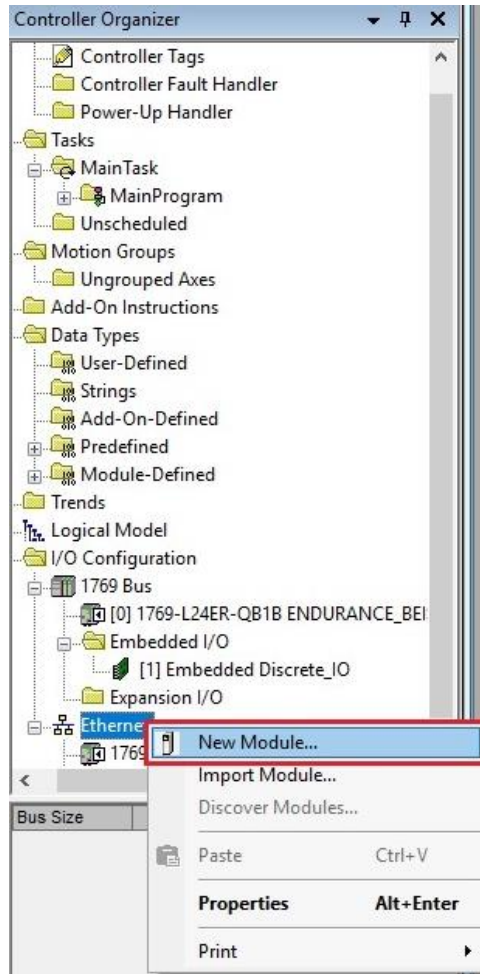 Controller Organizer
Controller Tags
Controller Fault Handler
Power-Up Handler
Tasks
MainTask
MainProgram
Unscheduled
Motion Groups
Ungrouped Axes
Add-On Instructions
Data Types
User-Defined
Strings
Add-On-Defined
Predefined
Module-Defined
Trends
Logical Model
I/O Configuration
1769 Bus
[0] 1769-L24ER-QB1B
Embedded I/O
[1] Embedded Discrete_IO
Expansion I/O
New Module...
1769
Import Module...
Bus Size
Discover Modules...
Paste Ctrl+V
Properties Alt+Enter
Print